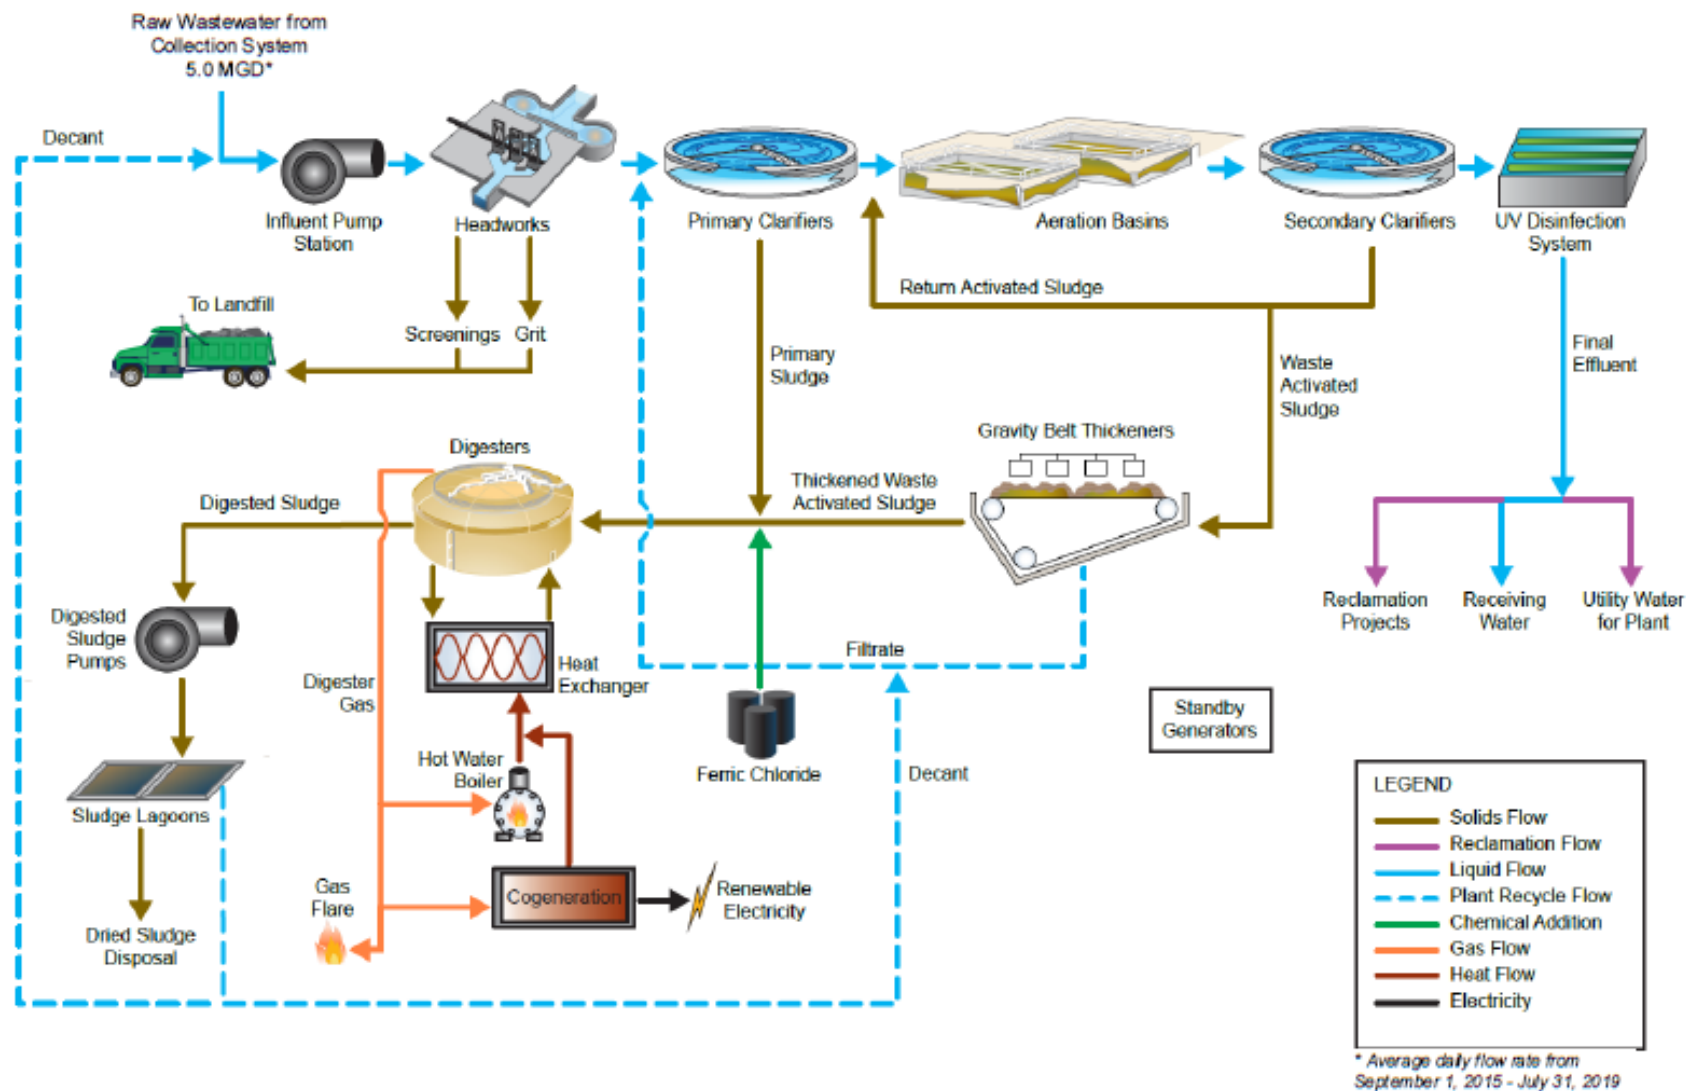 Raw Wastewater from
Collection System
5.0 MGD*
Decant
Influent Pump
Station
Headworks
Primary Clarifiers
Aeration Basins
Secondary Clarifiers
UV Disinfection
System
To Landfill
Screenings
Grit
Return Activated Sludge
Primary
Sludge
Waste
Activated
Sludge
Final
Effluent
Gravity Belt Thickeners
Digesters
Digested Sludge
Thickened Waste
Activated Sludge
Digested
Sludge
Pumps
Digester
Gas
Heat
Exchanger
Filtrate
Reclamation
Projects
Receiving
Water
Utility Water
for Plant
Standby
Generators
Hot Water
Boiler
Ferric Chloride
Decant
Sludge Lagoons
Gas
Flare
Cogeneration
Renewable
Electricity
Dried Sludge
Disposal
LEGEND
Solids Flow
Reclamation Flow
Liquid Flow
Plant Recycle Flow
Chemical Addition
Gas Flow
Heat Flow
Electricity
* Average daily flow rate from
September 1, 2015 - July 31, 2019